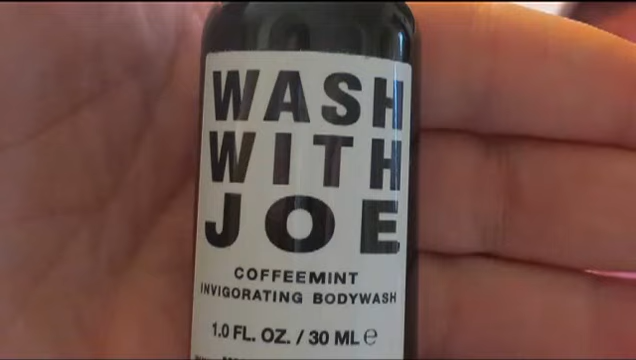 WASH
WITH
JOE
COFFEEMINT
INVIGORATING BODYWASH
1.0 FL. OZ. / 30 ML ℮